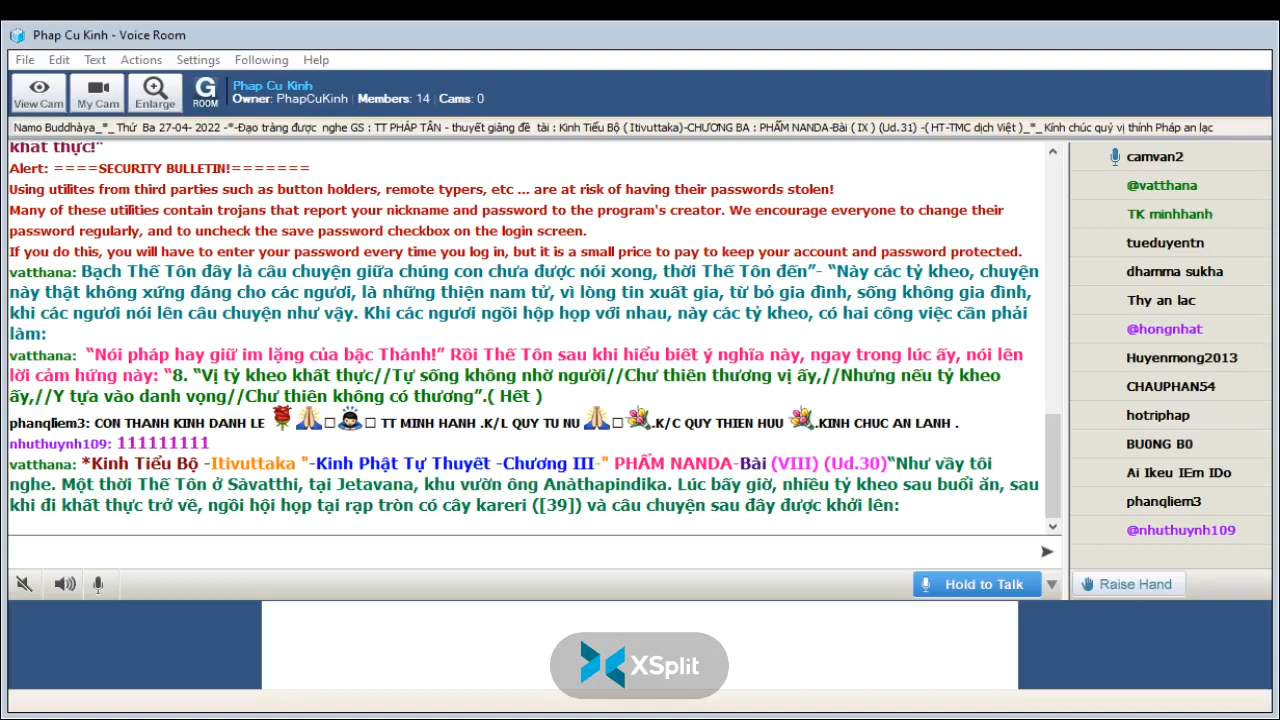 Phap Cu Kinh - Voice Room
File Edit Text Actions Settings Following Help
View Cam My Cam Enlarge G ROOM
Phap Cu Kinh
Owner: PhapCuKinh | Members: 14 | Cams: 0
Namo Buddhàya_*_ Thứ Ba 27-04- 2022 -*-Đạo tràng được nghe GS : TT PHÁP TÂN - thuyết giảng đề tài : Kinh Tiểu Bộ ( Itivuttaka)-CHƯƠNG BA : PHẨM NANDA-Bài ( IX ) (Ud.31) -( HT-TMC dịch Việt )_*_ Kính chúc quý vị thính Pháp an lạc
khất thực!"
Alert: ====SECURITY BULLETIN!=======
Using utilites from third parties such as button holders, remote typers, etc ... are at risk of having their passwords stolen!
Many of these utilities contain trojans that report your nickname and password to the program's creator. We encourage everyone to change their
password regularly, and to uncheck the save password checkbox on the login screen.
If you do this, you will have to enter your password every time you log in, but it is a small price to pay to keep your account and password protected.
vatthana: Bạch Thế Tôn đây là câu chuyện giữa chúng con chưa được nói xong, thời Thế Tôn đến”- “Này các tỷ kheo, chuyện
này thật không xứng đáng cho các ngươi, là những thiện nam tử, vì lòng tin xuất gia, từ bỏ gia đình, sống không gia đình,
khi các ngươi nói lên câu chuyện như vậy. Khi các ngươi ngồi hộp họp với nhau, này các tỷ kheo, có hai công việc cần phải
làm:
vatthana: “Nói pháp hay giữ im lặng của bậc Thánh!” Rồi Thế Tôn sau khi hiểu biết ý nghĩa này, ngay trong lúc ấy, nói lên
lời cảm hứng này: “8. “Vị tỷ kheo khất thực//Tự sống không nhờ người//Chư thiên thương vị ấy,//Nhưng nếu tỷ kheo
ấy,//Y tựa vào danh vọng//Chư thiên không có thương”.( Hết )
phanqliem3: CON THANH KINH DANH LE 🌹🙏□🙇□ TT MINH HANH .K/L QUY TU NU 🙏□💐.K/C QUY THIEN HUU 💐.KINH CHUC AN LANH .
nhuthuynh109: 111111111
vatthana: *Kinh Tiểu Bộ -Itivuttaka "-Kinh Phật Tự Thuyết -Chương III-" PHẨM NANDA-Bài (VIII) (Ud.30)“Như vầy tôi
nghe. Một thời Thế Tôn ở Sàvatthi, tại Jetavana, khu vườn ông Anàthapindika. Lúc bấy giờ, nhiều tỷ kheo sau buổi ăn, sau
khi đi khất thực trở về, ngồi hội họp tại rạp tròn có cây kareri ([39]) và câu chuyện sau đây được khởi lên:
Hold to Talk
camvan2
@vatthana
TK minhhanh
tueduyentn
dhamma sukha
Thy an lac
@hongnhat
Huyenmong2013
CHAUPHAN54
hotriphap
BU0NG B0
Ai Ikeu IEm IDo
phanqliem3
@nhuthuynh109
Raise Hand
XSplit